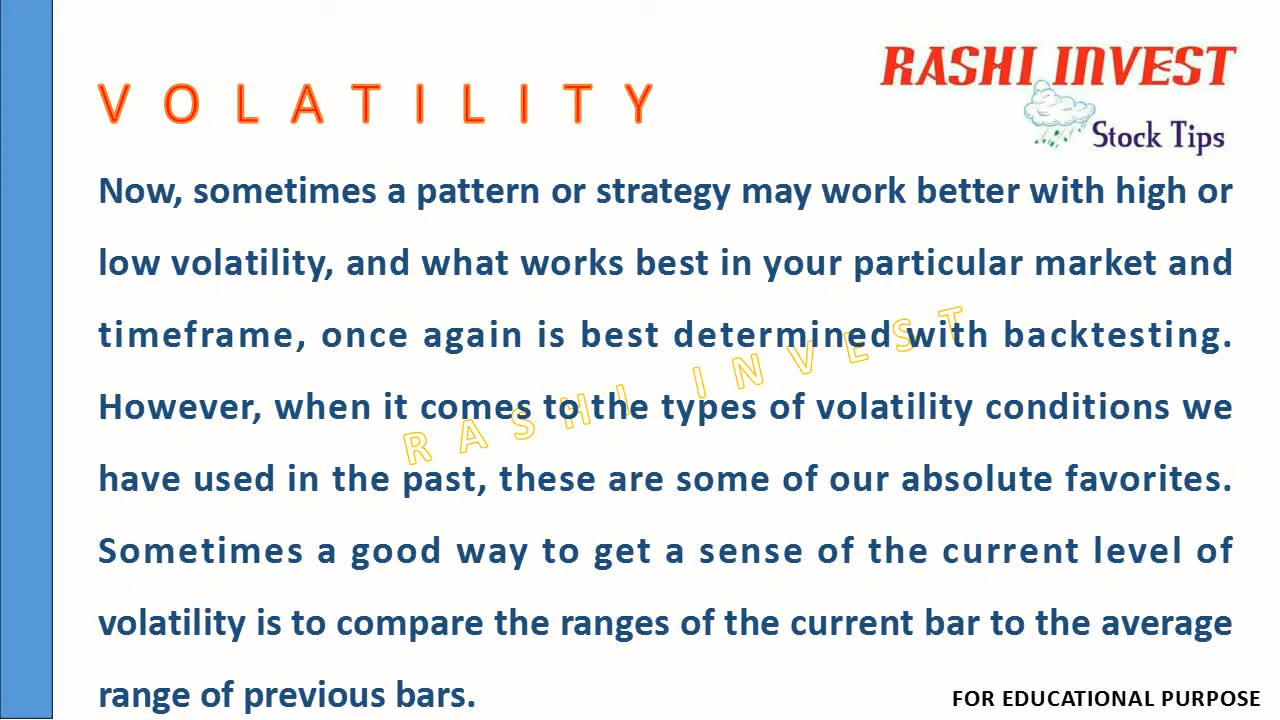 RASHI INVEST
Stock Tips
V O L A T I L I T Y
Now, sometimes a pattern or strategy may work better with high or
low volatility, and what works best in your particular market and
timeframe, once again is best determined with backtesting.
However, when it comes to the types of volatility conditions we
have used in the past, these are some of our absolute favorites.
Sometimes a good way to get a sense of the current level of
volatility is to compare the ranges of the current bar to the average
range of previous bars.
R A S H I I N V E S T
FOR EDUCATIONAL PURPOSE